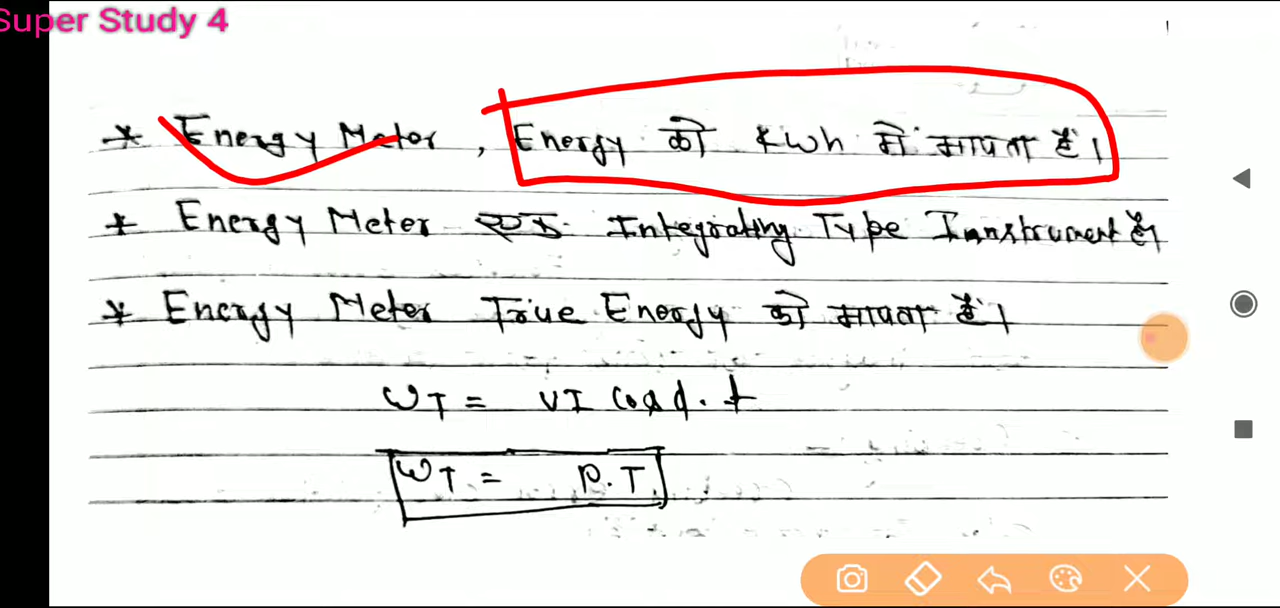 Super Study 4
* Energy Meter, Energy को KWh में मापता है।
* Energy Meter एक Integrating Type Innstrument है।
* Energy Meter True Energy को मापता है।
WT = VI Cosφ. t
WT = P.T